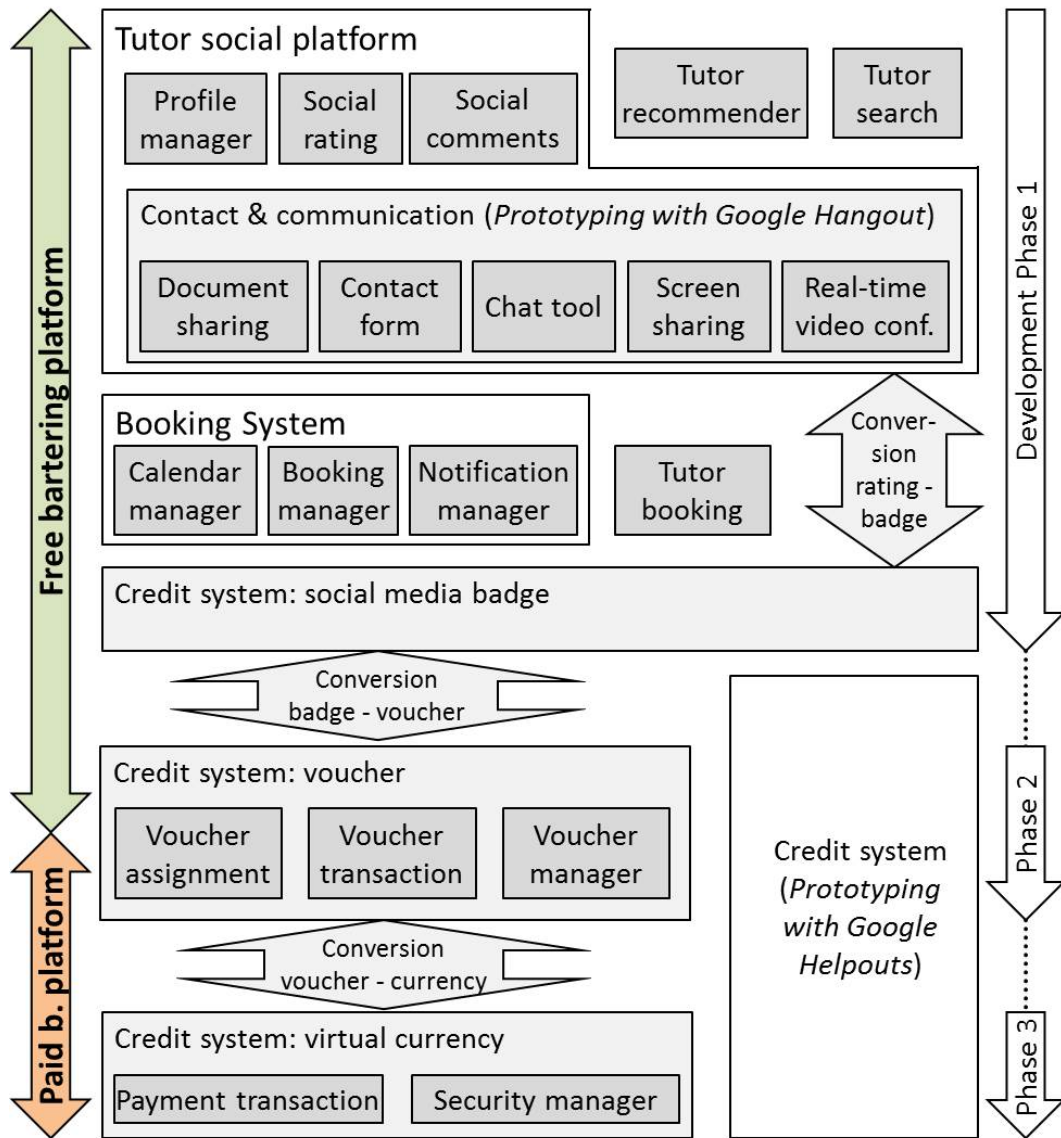 Tutor social platform
Profile
manager
Social
rating
Social
comments
Tutor
recommender
Tutor
search
Contact & communication (Prototyping with Google Hangout)
Document
sharing
Contact
form
Chat tool
Screen
sharing
Real-time
video conf.
Booking System
Calendar
manager
Booking
manager
Notification
manager
Tutor
booking
Conver-
sion
rating -
badge
Credit system: social media badge
Conversion
badge - voucher
Credit system: voucher
Voucher
assignment
Voucher
transaction
Voucher
manager
Conversion
voucher - currency
Credit system: virtual currency
Payment transaction
Security manager
Credit system
(Prototyping
with Google
Helpouts)
Free bartering platform
Paid b. platform
Development Phase 1
Phase 2
Phase 3